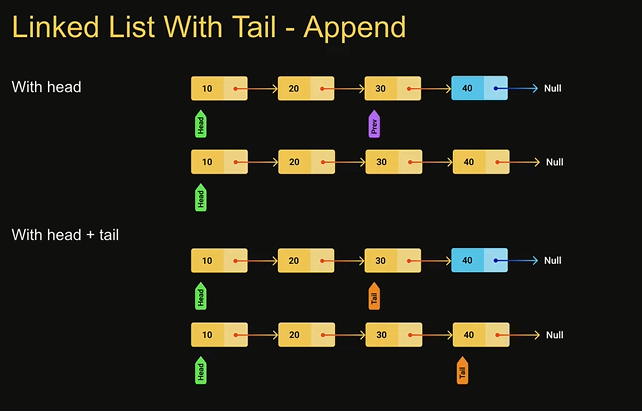 Linked List With Tail - Append
With head
10 20 30 40 Null
Head Prev
10 20 30 40 Null
Head
With head + tail
10 20 30 40 Null
Head Tail
10 20 30 40 Null
Head Tail